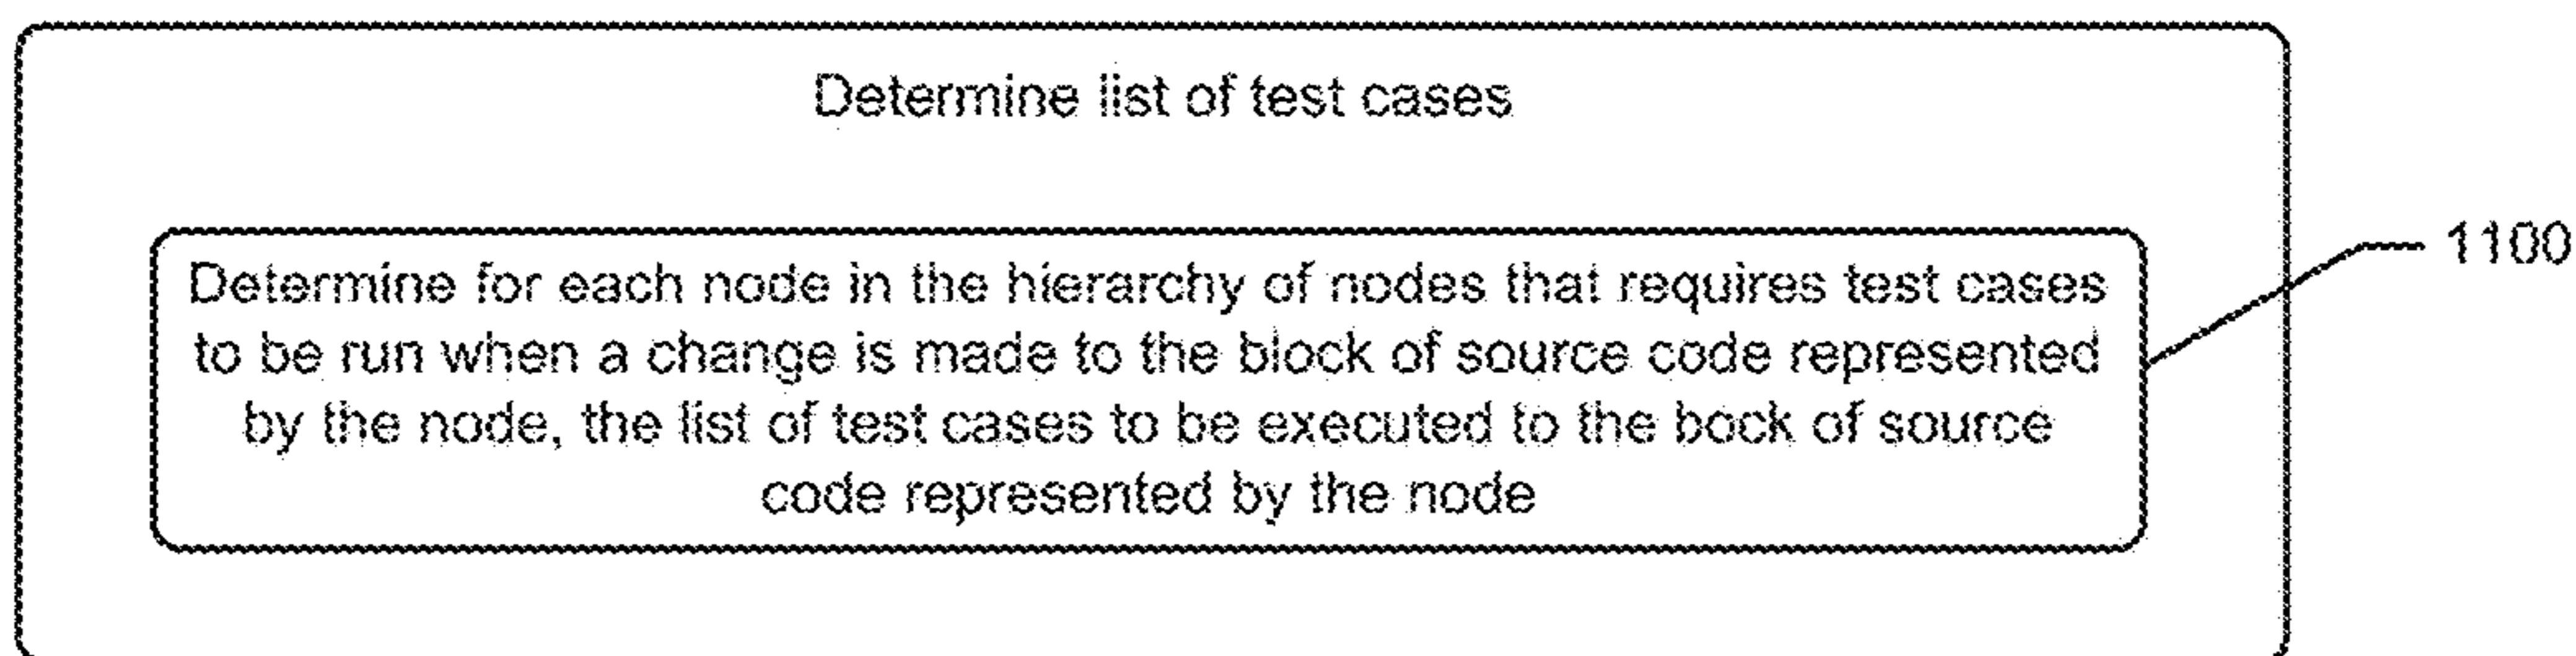 Determine list of test cases
Determine for each node in the hierarchy of nodes that requires test cases
to be run when a change is made to the block of source code represented
by the node, the list of test cases to be executed to the bock of source
code represented by the node
1100